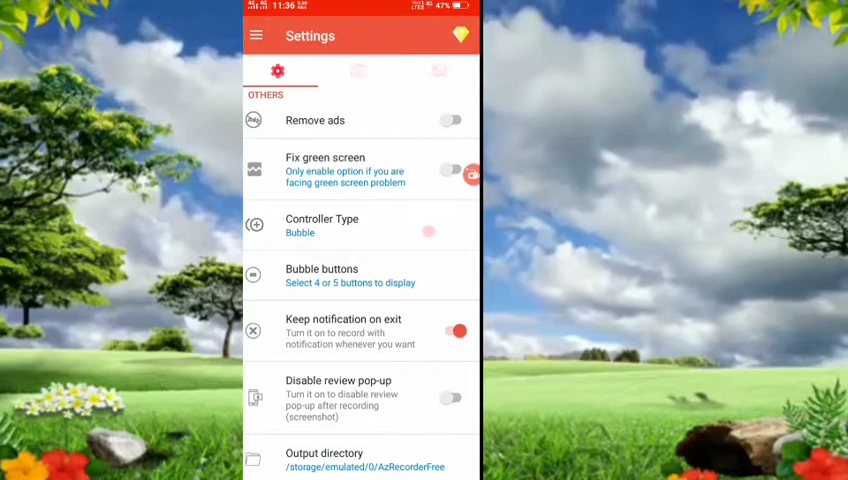 11:36
47%
Settings
OTHERS
Remove ads
Fix green screen
Only enable option if you are
facing green screen problem
Controller Type
Bubble
Bubble buttons
Select 4 or 5 buttons to display
Keep notification on exit
Turn it on to record with
notification whenever you want
Disable review pop-up
Turn it on to disable review
pop-up after recording
(screenshot)
Output directory
/storage/emulated/0/AzRecorderFree